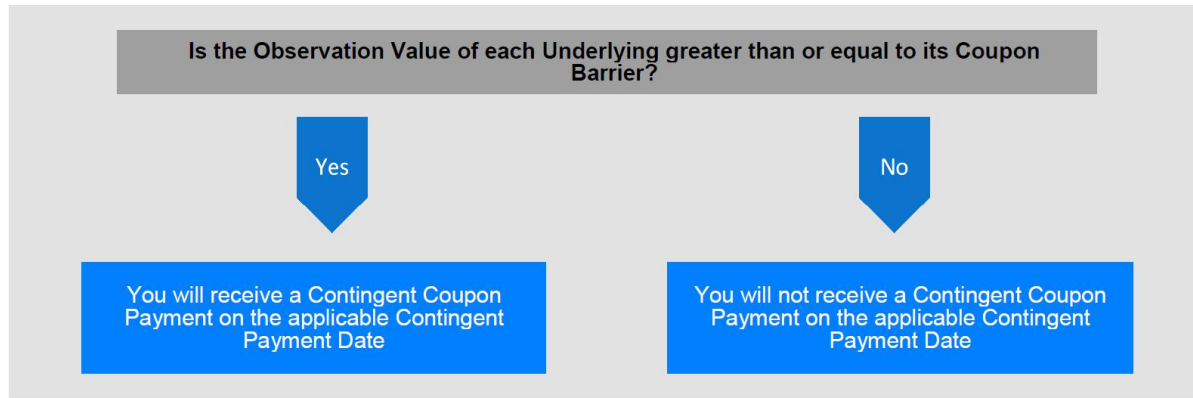 Is the Observation Value of each Underlying greater than or equal to its Coupon
Barrier?
Yes
No
You will receive a Contingent Coupon
Payment on the applicable Contingent
Payment Date
You will not receive a Contingent Coupon
Payment on the applicable Contingent
Payment Date